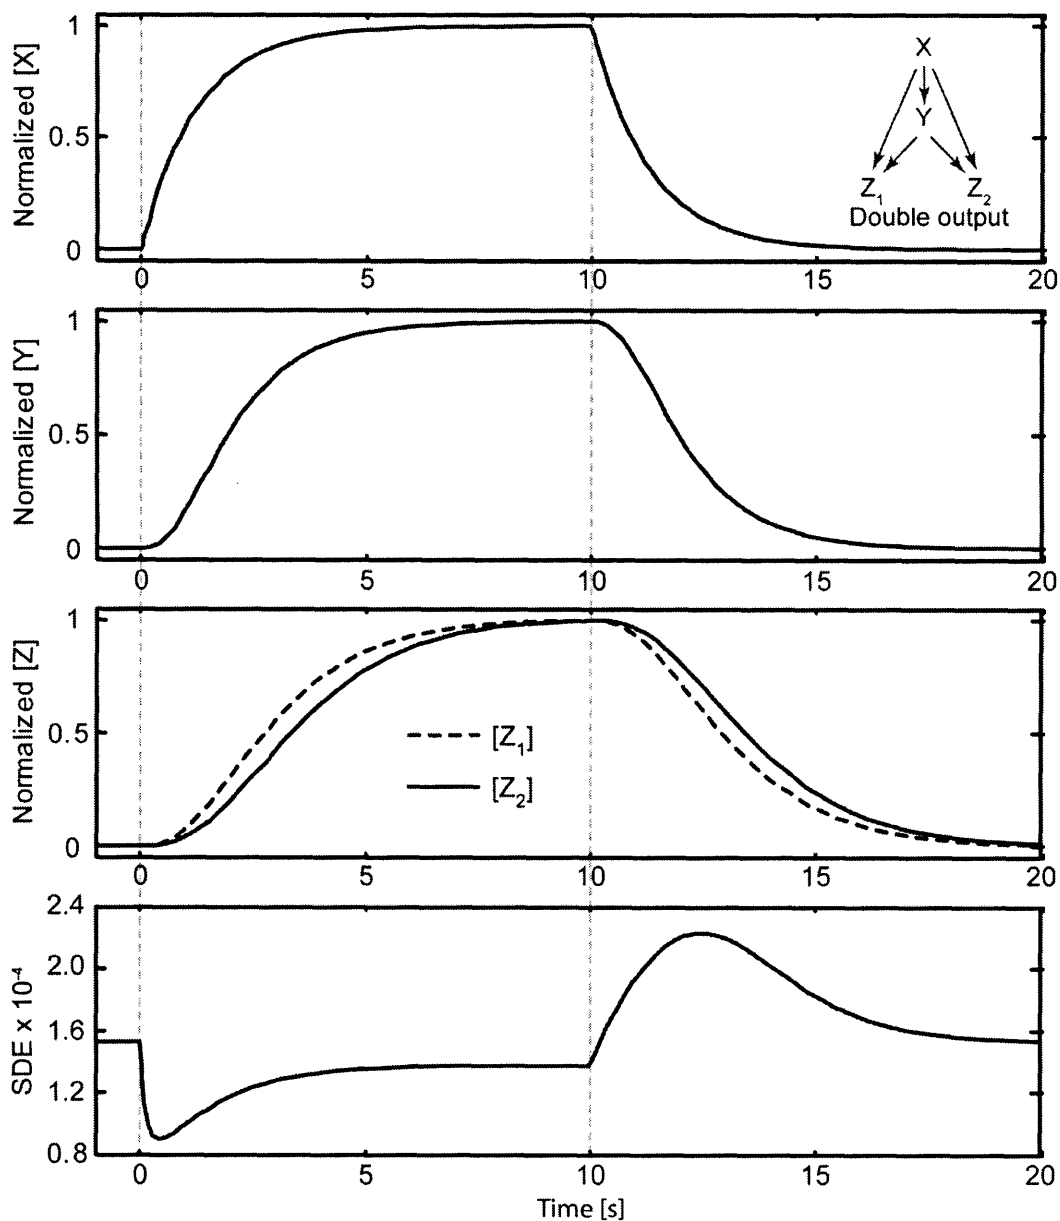 Normalized [X]
1
0.5
0
0 5 10 15 20
X
Y
Z1 Z2
Double output
Normalized [Y]
1
0.5
0
0 5 10 15 20
Normalized [Z]
1
0.5
0
[Z1]
[Z2]
0 5 10 15 20
SDE x 10-4
2.4
2.0
1.6
1.2
0.8
0 5 10 15 20
Time [s]